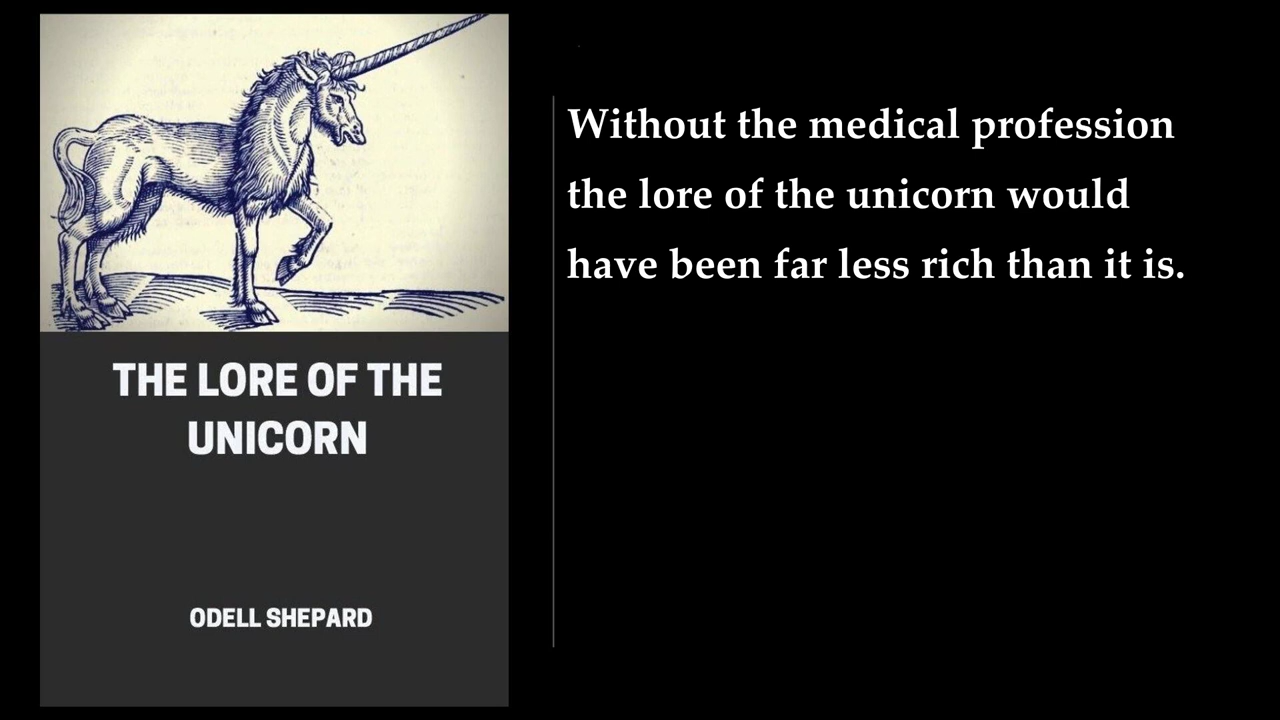 THE LORE OF THE
UNICORN
ODELL SHEPARD
Without the medical profession
the lore of the unicorn would
have been far less rich than it is.